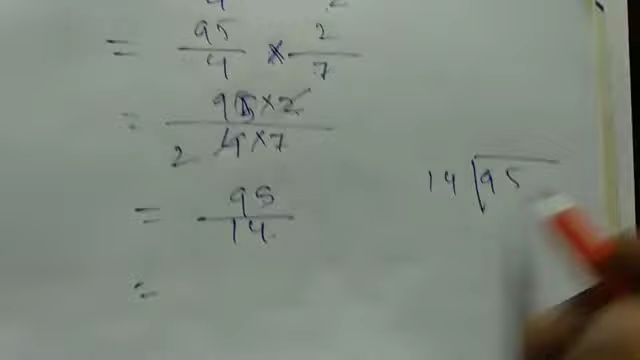 = 95/4 × 2/7
= 95×2 / 2 4×7
= 95/14
14 95
=